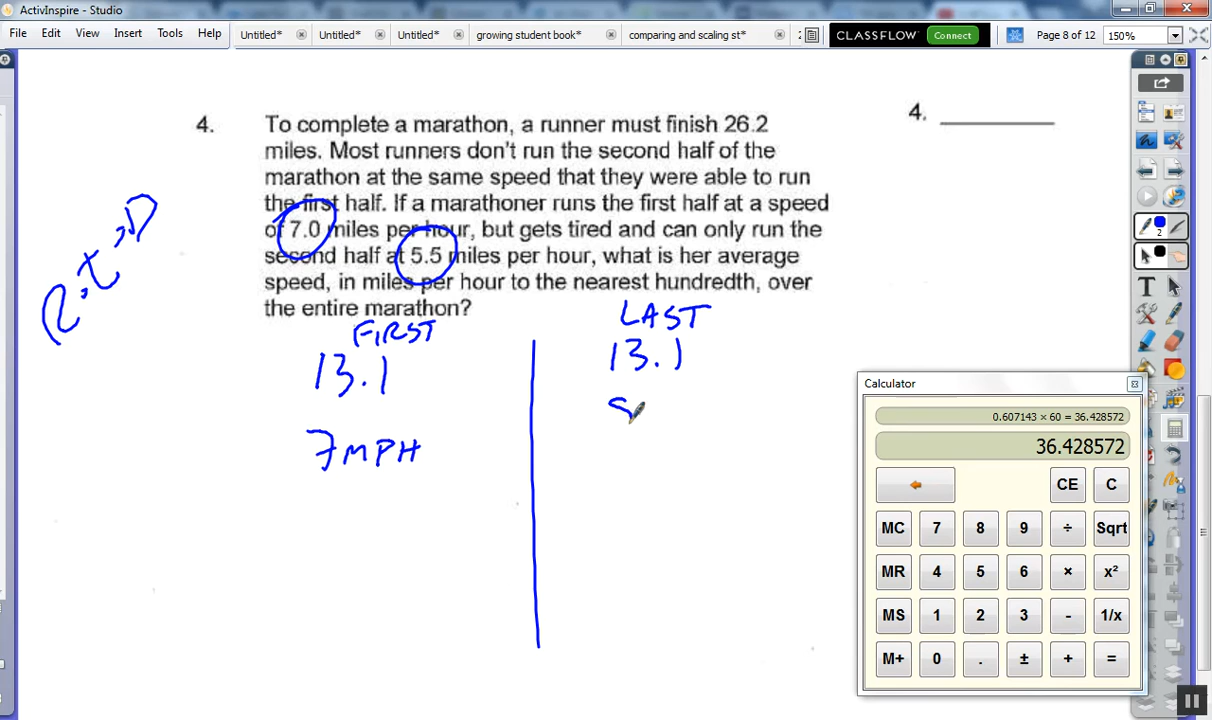 ActivInspire - Studio
File Edit View Insert Tools Help Untitled* Untitled* Untitled* growing student book* comparing and scaling st* CLASSFLOW Connect Page 8 of 12 150%
4. To complete a marathon, a runner must finish 26.2
miles. Most runners don't run the second half of the
marathon at the same speed that they were able to run
the first half. If a marathoner runs the first half at a speed
of 7.0 miles per hour, but gets tired and can only run the
second half at 5.5 miles per hour, what is her average
speed, in miles per hour to the nearest hundredth, over
the entire marathon?
4.
R.t=D
FIRST
13.1
7MPH
LAST
13.1
2
Calculator
0.607143 × 60 = 36.428572
36.428572
CE C
MC 7 8 9 ÷ Sqrt
MR 4 5 6 × x²
MS 1 2 3 - 1/x
M+ 0 . ± + =